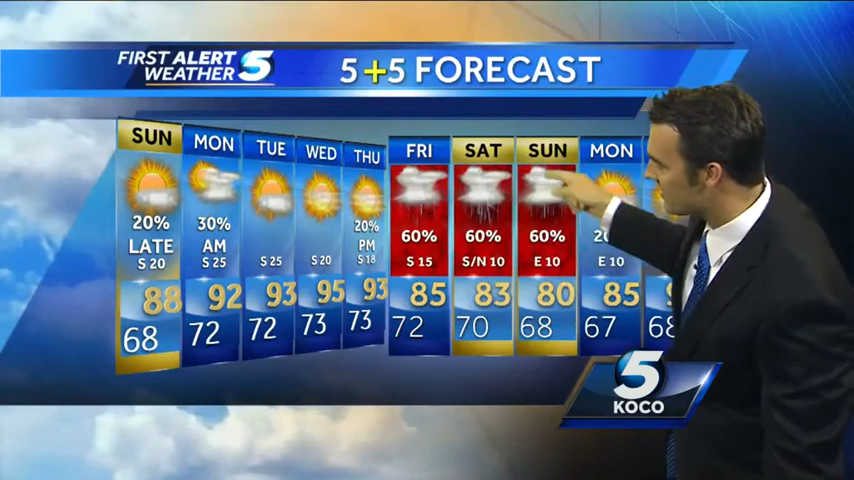 FIRST ALERT
WEATHER 5
5+5 FORECAST
SUN
20%
LATE
S 20
88
68
MON
30%
AM
S 25
92
72
TUE
S 25
93
72
WED
S 20
95
73
THU
20%
PM
S 18
93
73
FRI
60%
S 15
85
72
SAT
60%
S/N 10
83
70
SUN
60%
E 10
80
68
MON
E 10
85
67
68
5
KOCO